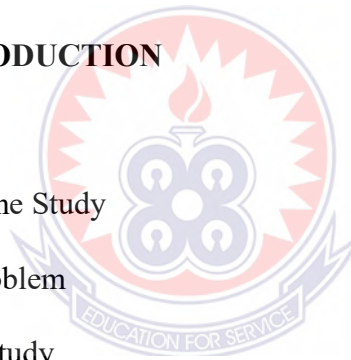 ODUCTION
he Study
oblem
tudy
EDUCATION FOR SERVICE